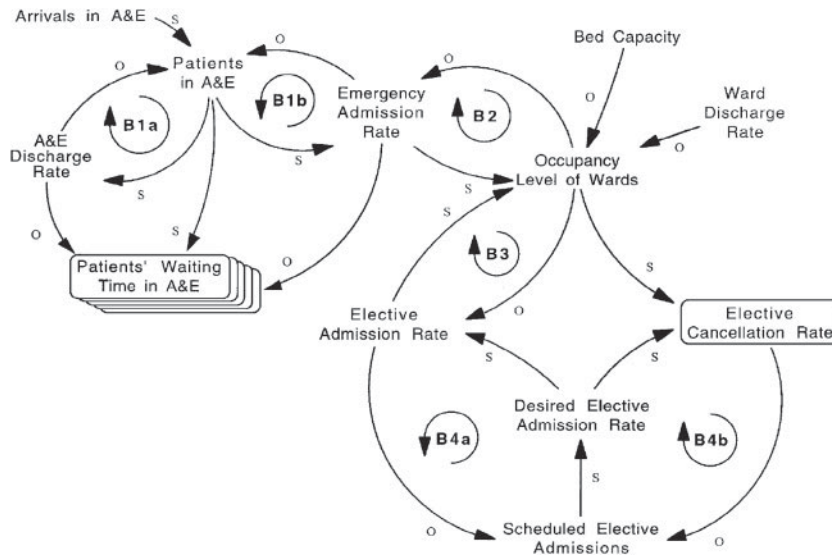 Arrivals in A&E
S
O
Patients
in A&E
O
B1a
B1b
A&E
Discharge
Rate
S
S
S
O
Patients' Waiting
Time in A&E
O
Emergency
Admission
Rate
O
B2
Bed Capacity
O
Ward
Discharge
Rate
O
Occupancy
Level of Wards
S
S
B3
S
O
Elective
Admission Rate
Elective
Cancellation Rate
S
S
Desired Elective
Admission Rate
B4a
B4b
S
O
Scheduled Elective
Admissions
O